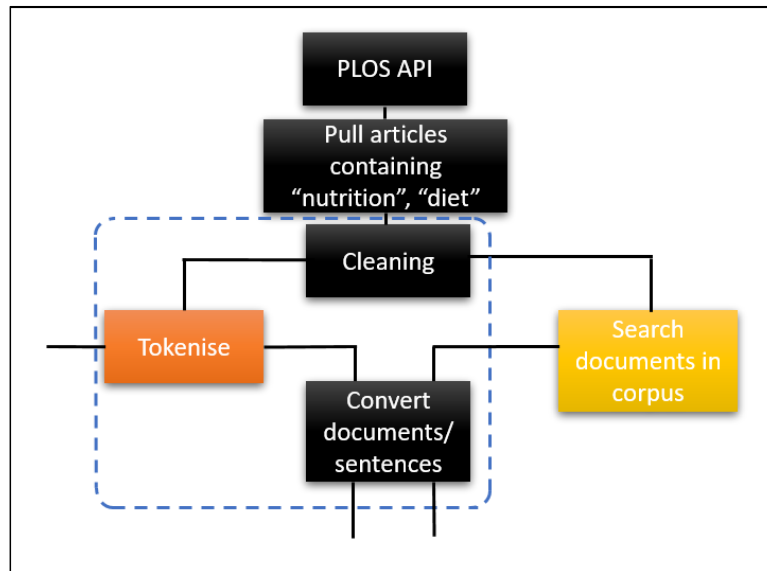 PLOS API
Pull articles
containing
“nutrition”, “diet”
Cleaning
Tokenise
Search
documents in
corpus
Convert
documents/
sentences